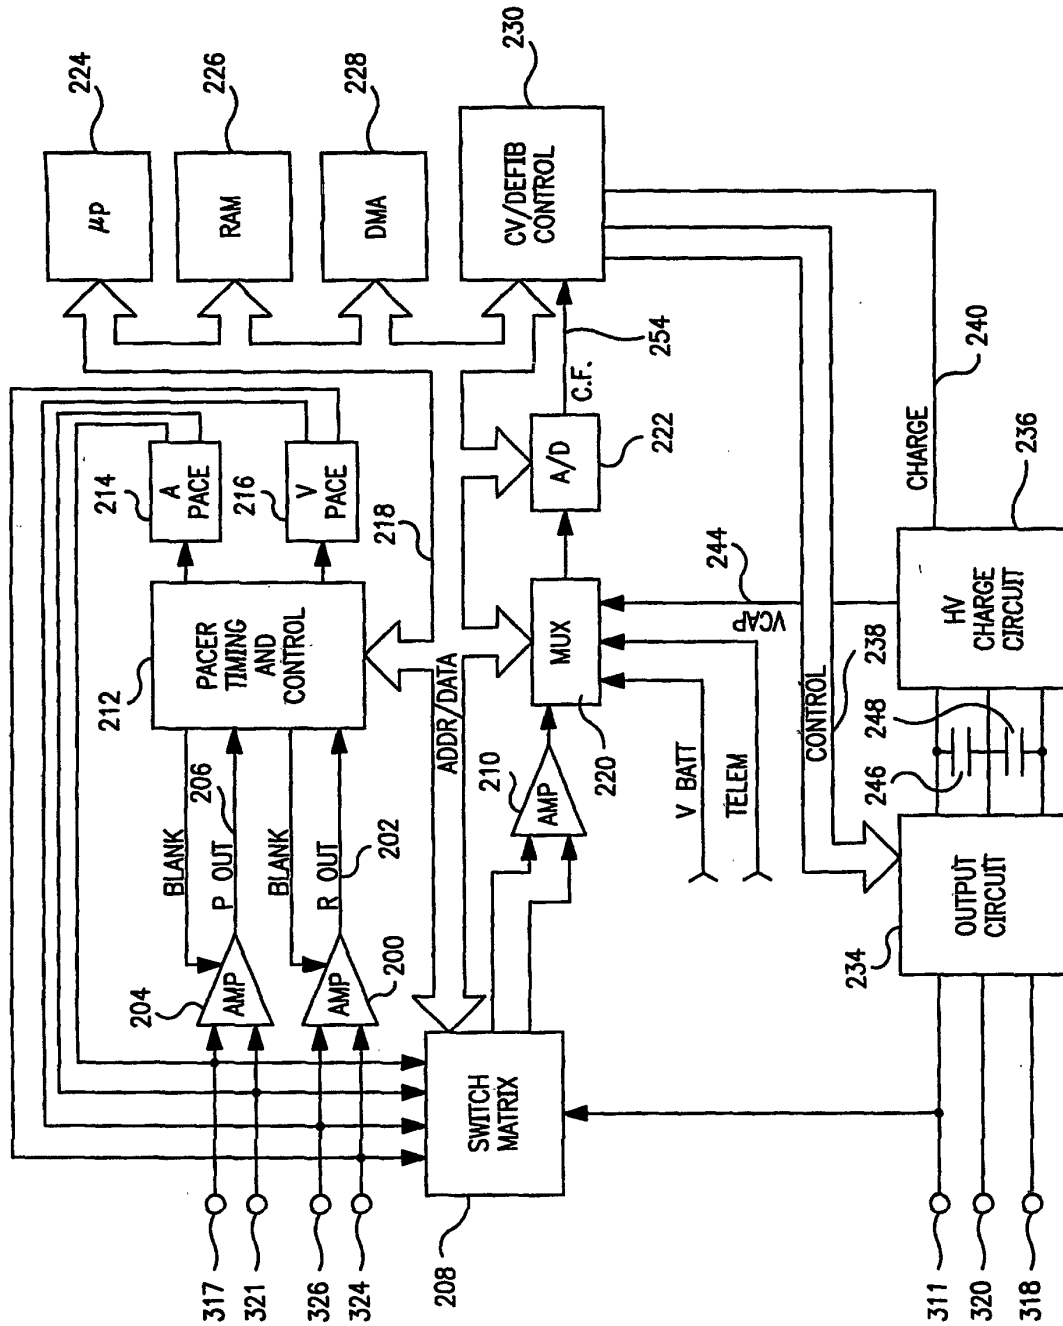 224
μP
226
RAM
228
DMA
230
CV/DEFIB
CONTROL
214
A
PACE
216
V
PACE
218
212
PACER
TIMING
AND
CONTROL
BLANK
P OUT
206
BLANK
R OUT
202
204
AMP
AMP
200
317
321
326
324
ADDR/DATA
SWITCH
MATRIX
208
210
AMP
MUX
220
A/D
222
C.F.
254
V BATT
TELEM
VCAP
244
CONTROL
238
CHARGE
240
HV
CHARGE
CIRCUIT
236
246
248
OUTPUT
CIRCUIT
234
311
320
318